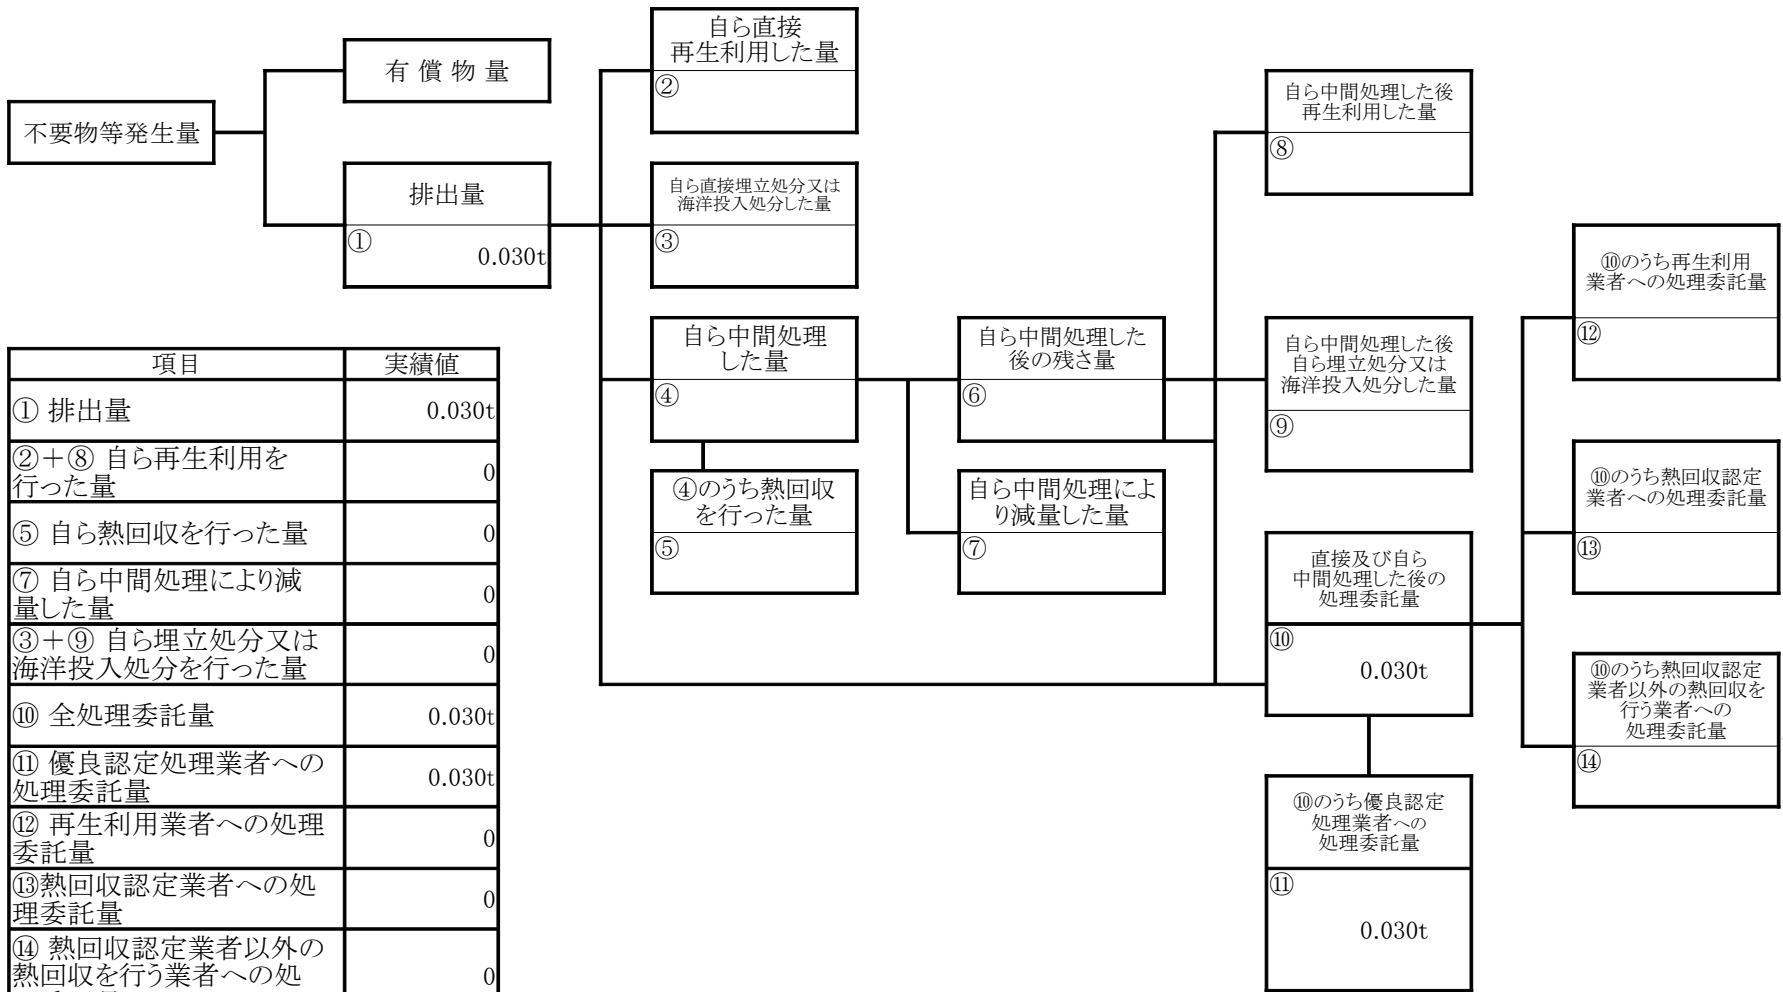 不要物等発生量
有 償 物 量
排出量
①
0.030t
自ら直接
再生利用した量
②
自ら直接埋立処分又は
海洋投入処分した量
③
自ら中間処理
した量
④
④のうち熱回収
を行った量
⑤
自ら中間処理した
後の残さ量
⑥
自ら中間処理によ
り減量した量
⑦
自ら中間処理した後
再生利用した量
⑧
自ら中間処理した後
自ら埋立処分又は
海洋投入処分した量
⑨
直接及び自ら
中間処理した後の
処理委託量
⑩
0.030t
⑩のうち優良認定
処理業者への
処理委託量
⑪
0.030t
⑩のうち再生利用
業者への処理委託量
⑫
⑩のうち熱回収認定
業者への処理委託量
⑬
⑩のうち熱回収認定
業者以外の熱回収を
行う業者への
処理委託量
⑭
項目 実績値
① 排出量 0.030t
②+⑧ 自ら再生利用を
行った量 0
⑤ 自ら熱回収を行った量 0
⑦ 自ら中間処理により減
量した量 0
③+⑨ 自ら埋立処分又は
海洋投入処分を行った量 0
⑩ 全処理委託量 0.030t
⑪ 優良認定処理業者への
処理委託量 0.030t
⑫ 再生利用業者への処理
委託量 0
⑬熱回収認定業者への処
理委託量 0
⑭ 熱回収認定業者以外の
熱回収を行う業者への処 0